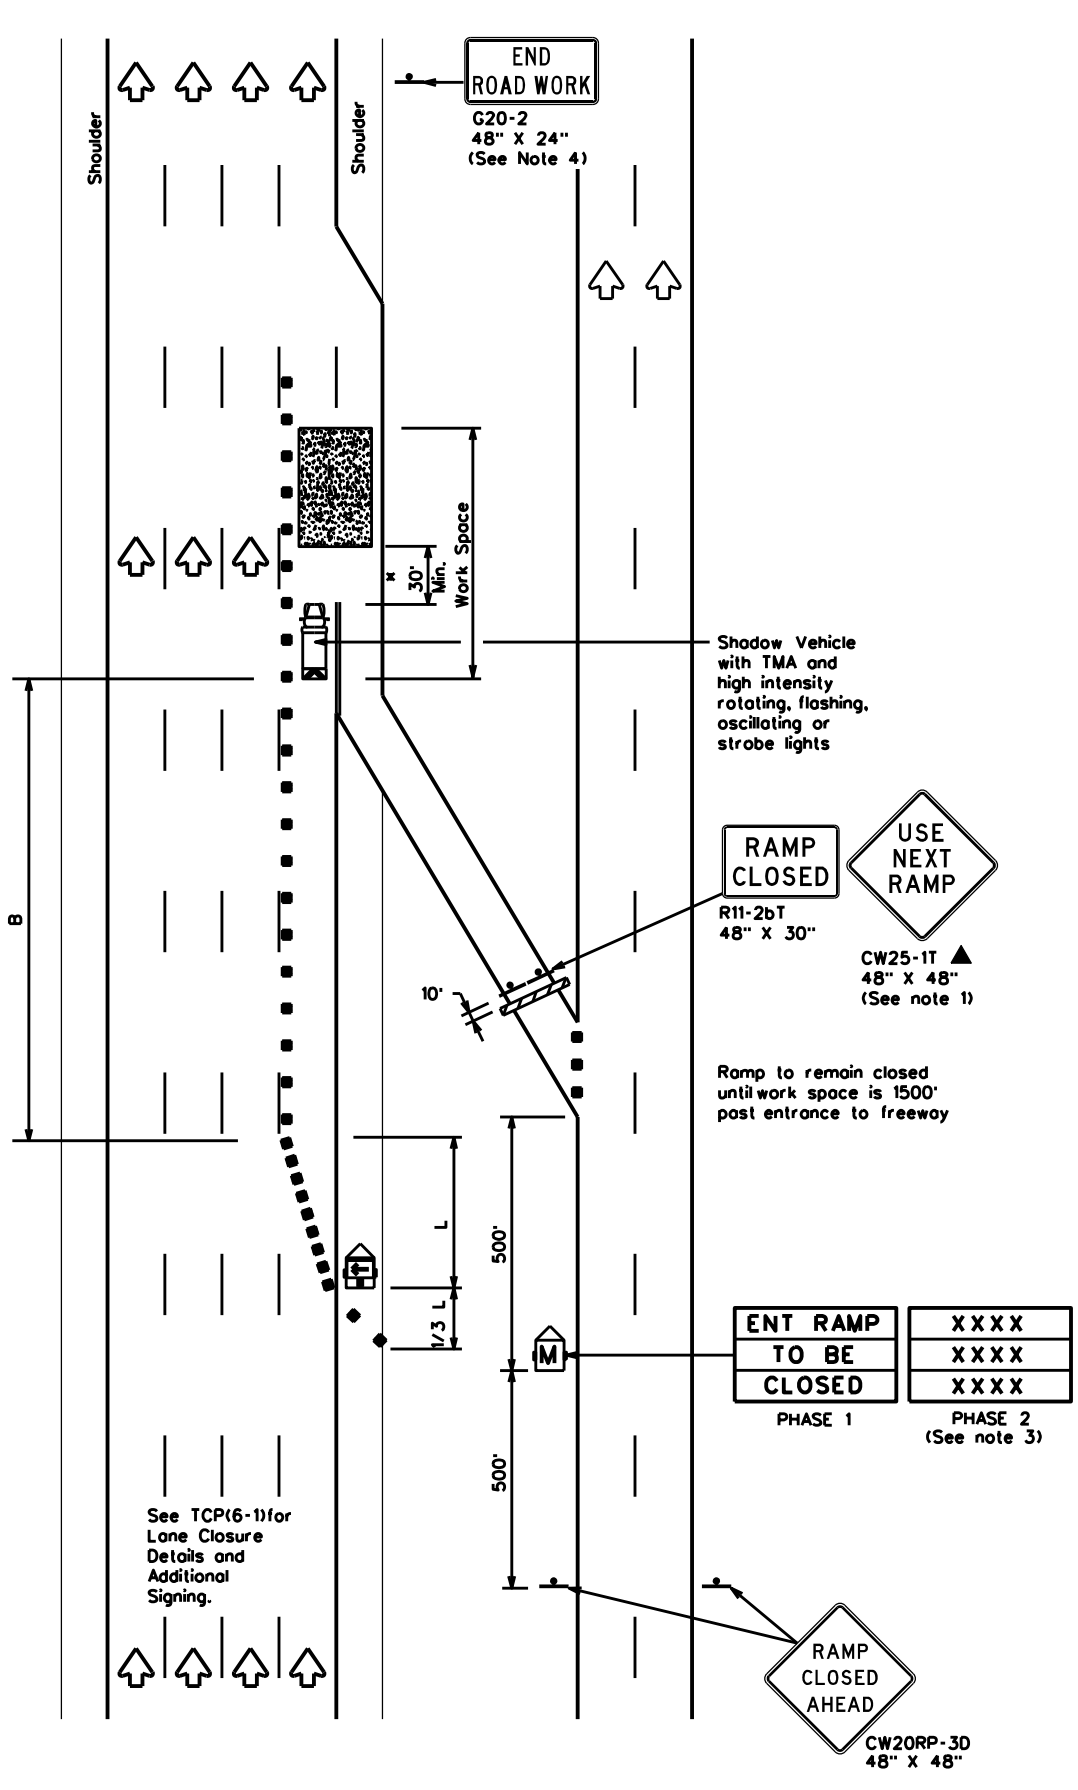 END
ROAD WORK
G20-2
48" X 24"
(See Note 4)
Shoulder
Shoulder
x
30'
Min.
Work Space
Shadow Vehicle
with TMA and
high intensity
rotating, flashing,
oscillating or
strobe lights
B
RAMP
CLOSED
R11-2bT
48" X 30"
USE
NEXT
RAMP
CW25-1T
48" X 48"
(See note 1)
10'
Ramp to remain closed
until work space is 1500'
past entrance to freeway
L
500'
1/3 L
M
ENT RAMP
TO BE
CLOSED
PHASE 1
XXXX
XXXX
XXXX
PHASE 2
(See note 3)
500'
See TCP(6-1)for
Lane Closure
Details and
Additional
Signing.
RAMP
CLOSED
AHEAD
CW20RP-3D
48" X 48"